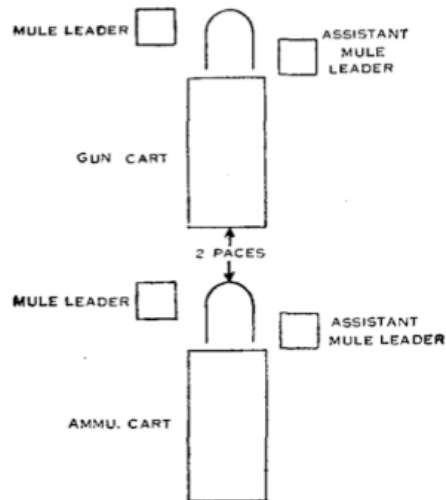 MULE LEADER
ASSISTANT
MULE
LEADER
GUN CART
2 PACES
MULE LEADER
ASSISTANT
MULE LEADER
AMMU. CART